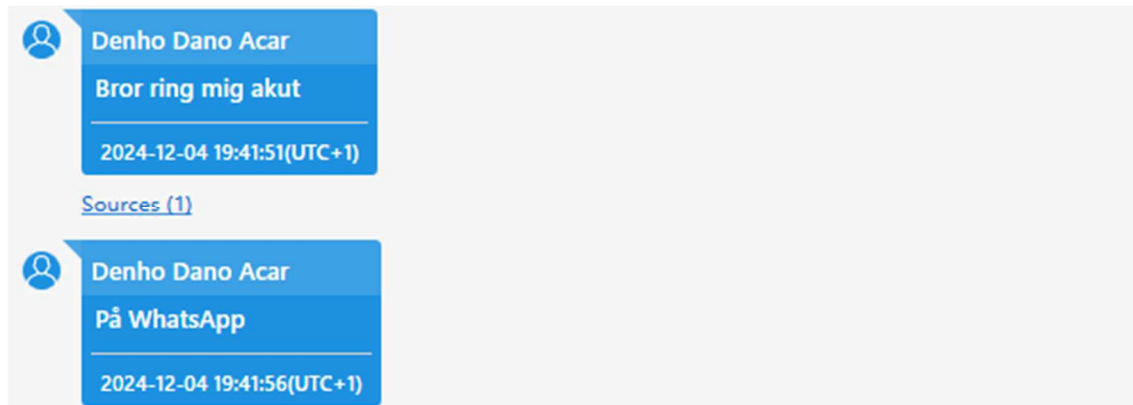 Denho Dano Acar
Bror ring mig akut
2024-12-04 19:41:51(UTC+1)
Sources (1)
Denho Dano Acar
På WhatsApp
2024-12-04 19:41:56(UTC+1)